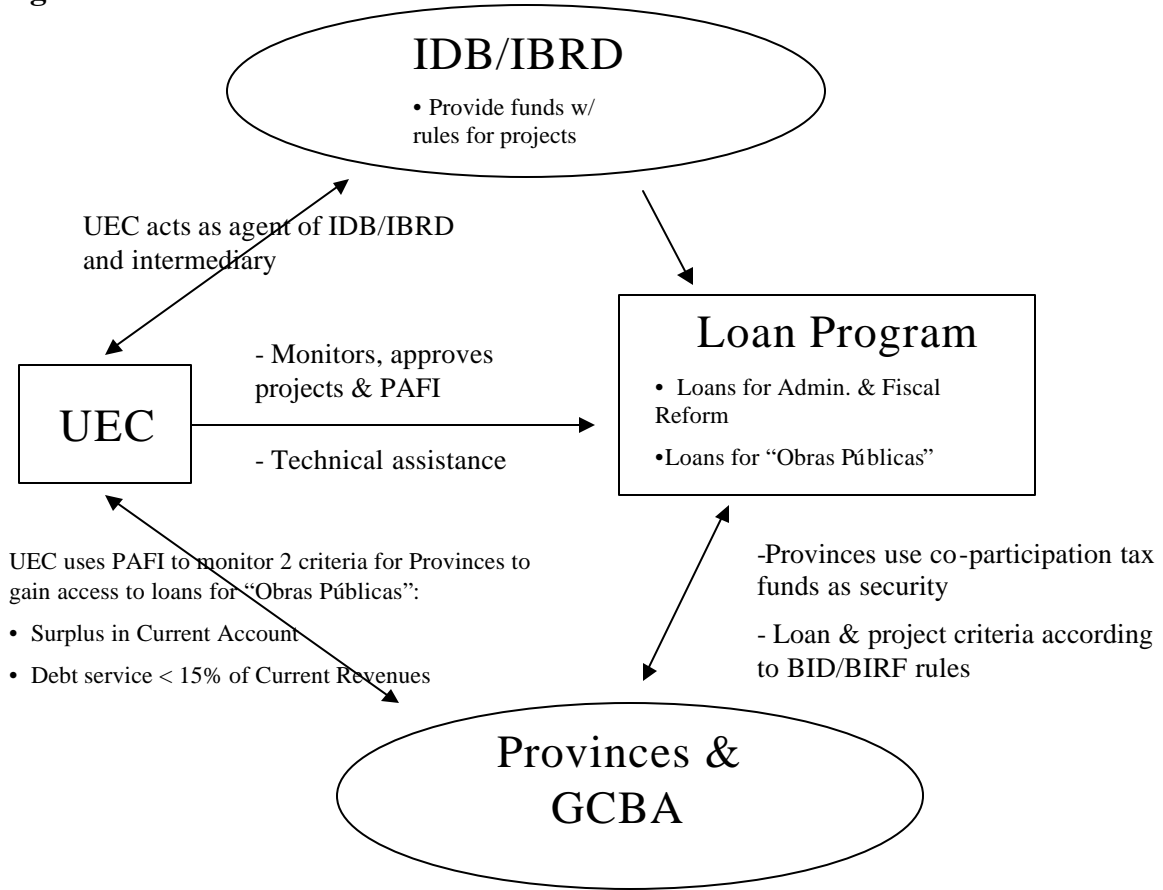 IDB/IBRD
• Provide funds w/
rules for projects
UEC acts as agent of IDB/IBRD
and intermediary
Loan Program
• Loans for Admin. & Fiscal
Reform
•Loans for “Obras Públicas”
- Monitors, approves
projects & PAFI
UEC
- Technical assistance
UEC uses PAFI to monitor 2 criteria for Provinces to
gain access to loans for “Obras Públicas”:
• Surplus in Current Account
• Debt service < 15% of Current Revenues
-Provinces use co-participation tax
funds as security
- Loan & project criteria according
to BID/BIRF rules
Provinces &
GCBA